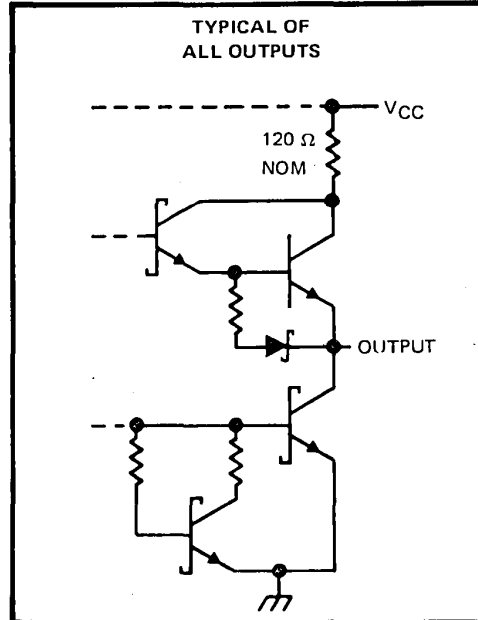 TYPICAL OF
ALL OUTPUTS
VCC
120 Ω
NOM
OUTPUT